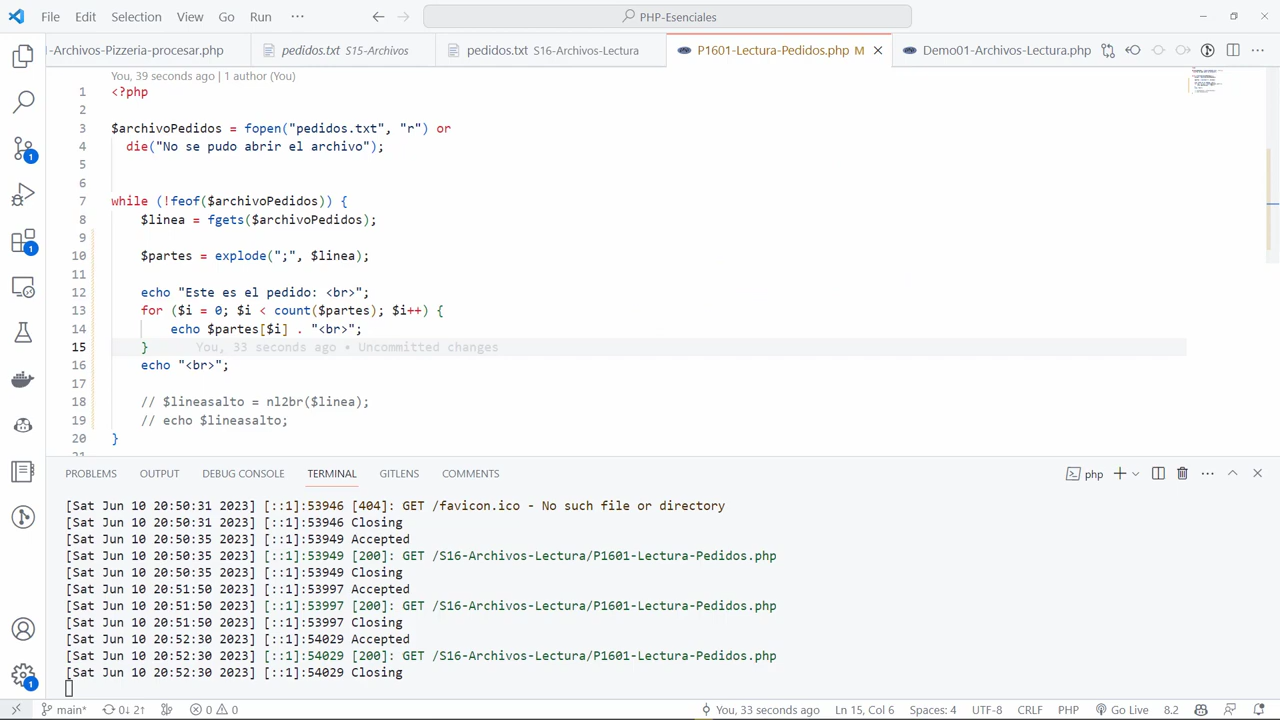 File Edit Selection View Go Run ··· PHP-Esenciales
-Archivos-Pizzeria-procesar.php pedidos.txt S15-Archivos pedidos.txt S16-Archivos-Lectura P1601-Lectura-Pedidos.php M Demo01-Archivos-Lectura.php
You, 39 seconds ago | 1 author (You)
1 <?php
2
3 $archivoPedidos = fopen("pedidos.txt", "r") or
4 die("No se pudo abrir el archivo");
5
6
7 while (!feof($archivoPedidos)) {
8 $linea = fgets($archivoPedidos);
9
10 $partes = explode(";", $linea);
11
12 echo "Este es el pedido: <br>";
13 for ($i = 0; $i < count($partes); $i++) {
14 echo $partes[$i] . "<br>";
15 } You, 33 seconds ago • Uncommitted changes
16 echo "<br>";
17
18 // $lineasalto = nl2br($linea);
19 // echo $lineasalto;
20 }
PROBLEMS OUTPUT DEBUG CONSOLE TERMINAL GITLENS COMMENTS php
[Sat Jun 10 20:50:31 2023] [::1]:53946 [404]: GET /favicon.ico - No such file or directory
[Sat Jun 10 20:50:31 2023] [::1]:53946 Closing
[Sat Jun 10 20:50:35 2023] [::1]:53949 Accepted
[Sat Jun 10 20:50:35 2023] [::1]:53949 [200]: GET /S16-Archivos-Lectura/P1601-Lectura-Pedidos.php
[Sat Jun 10 20:50:35 2023] [::1]:53949 Closing
[Sat Jun 10 20:51:50 2023] [::1]:53997 Accepted
[Sat Jun 10 20:51:50 2023] [::1]:53997 [200]: GET /S16-Archivos-Lectura/P1601-Lectura-Pedidos.php
[Sat Jun 10 20:51:50 2023] [::1]:53997 Closing
[Sat Jun 10 20:52:30 2023] [::1]:54029 Accepted
[Sat Jun 10 20:52:30 2023] [::1]:54029 [200]: GET /S16-Archivos-Lectura/P1601-Lectura-Pedidos.php
[Sat Jun 10 20:52:30 2023] [::1]:54029 Closing
main* 0↓ 2↑ 0 0 You, 33 seconds ago Ln 15, Col 6 Spaces: 4 UTF-8 CRLF PHP Go Live 8.2